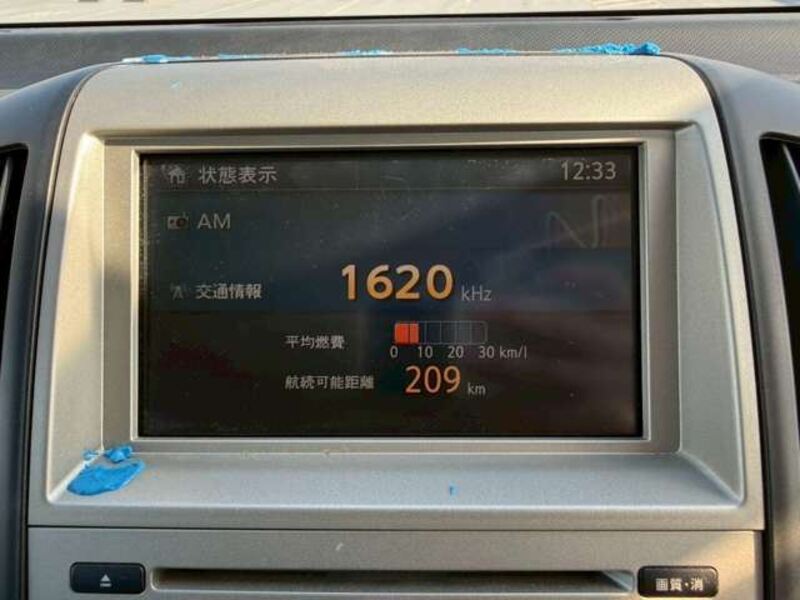 状態表示 12:33
AM
交通情報 1620 kHz
平均燃費
0 10 20 30 km/l
航続可能距離 209 km
画質・消